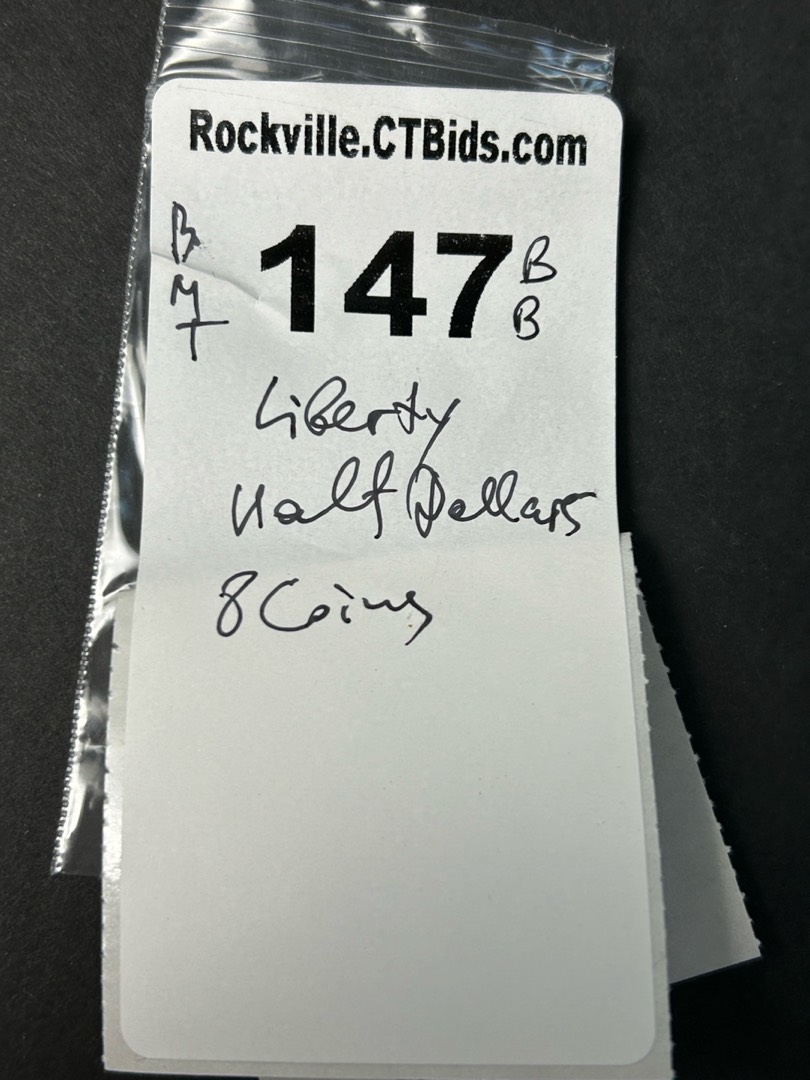 Rockville.CTBids.com
B
M
T
147
B
B
Liberty
Half Dollars
8 Coins